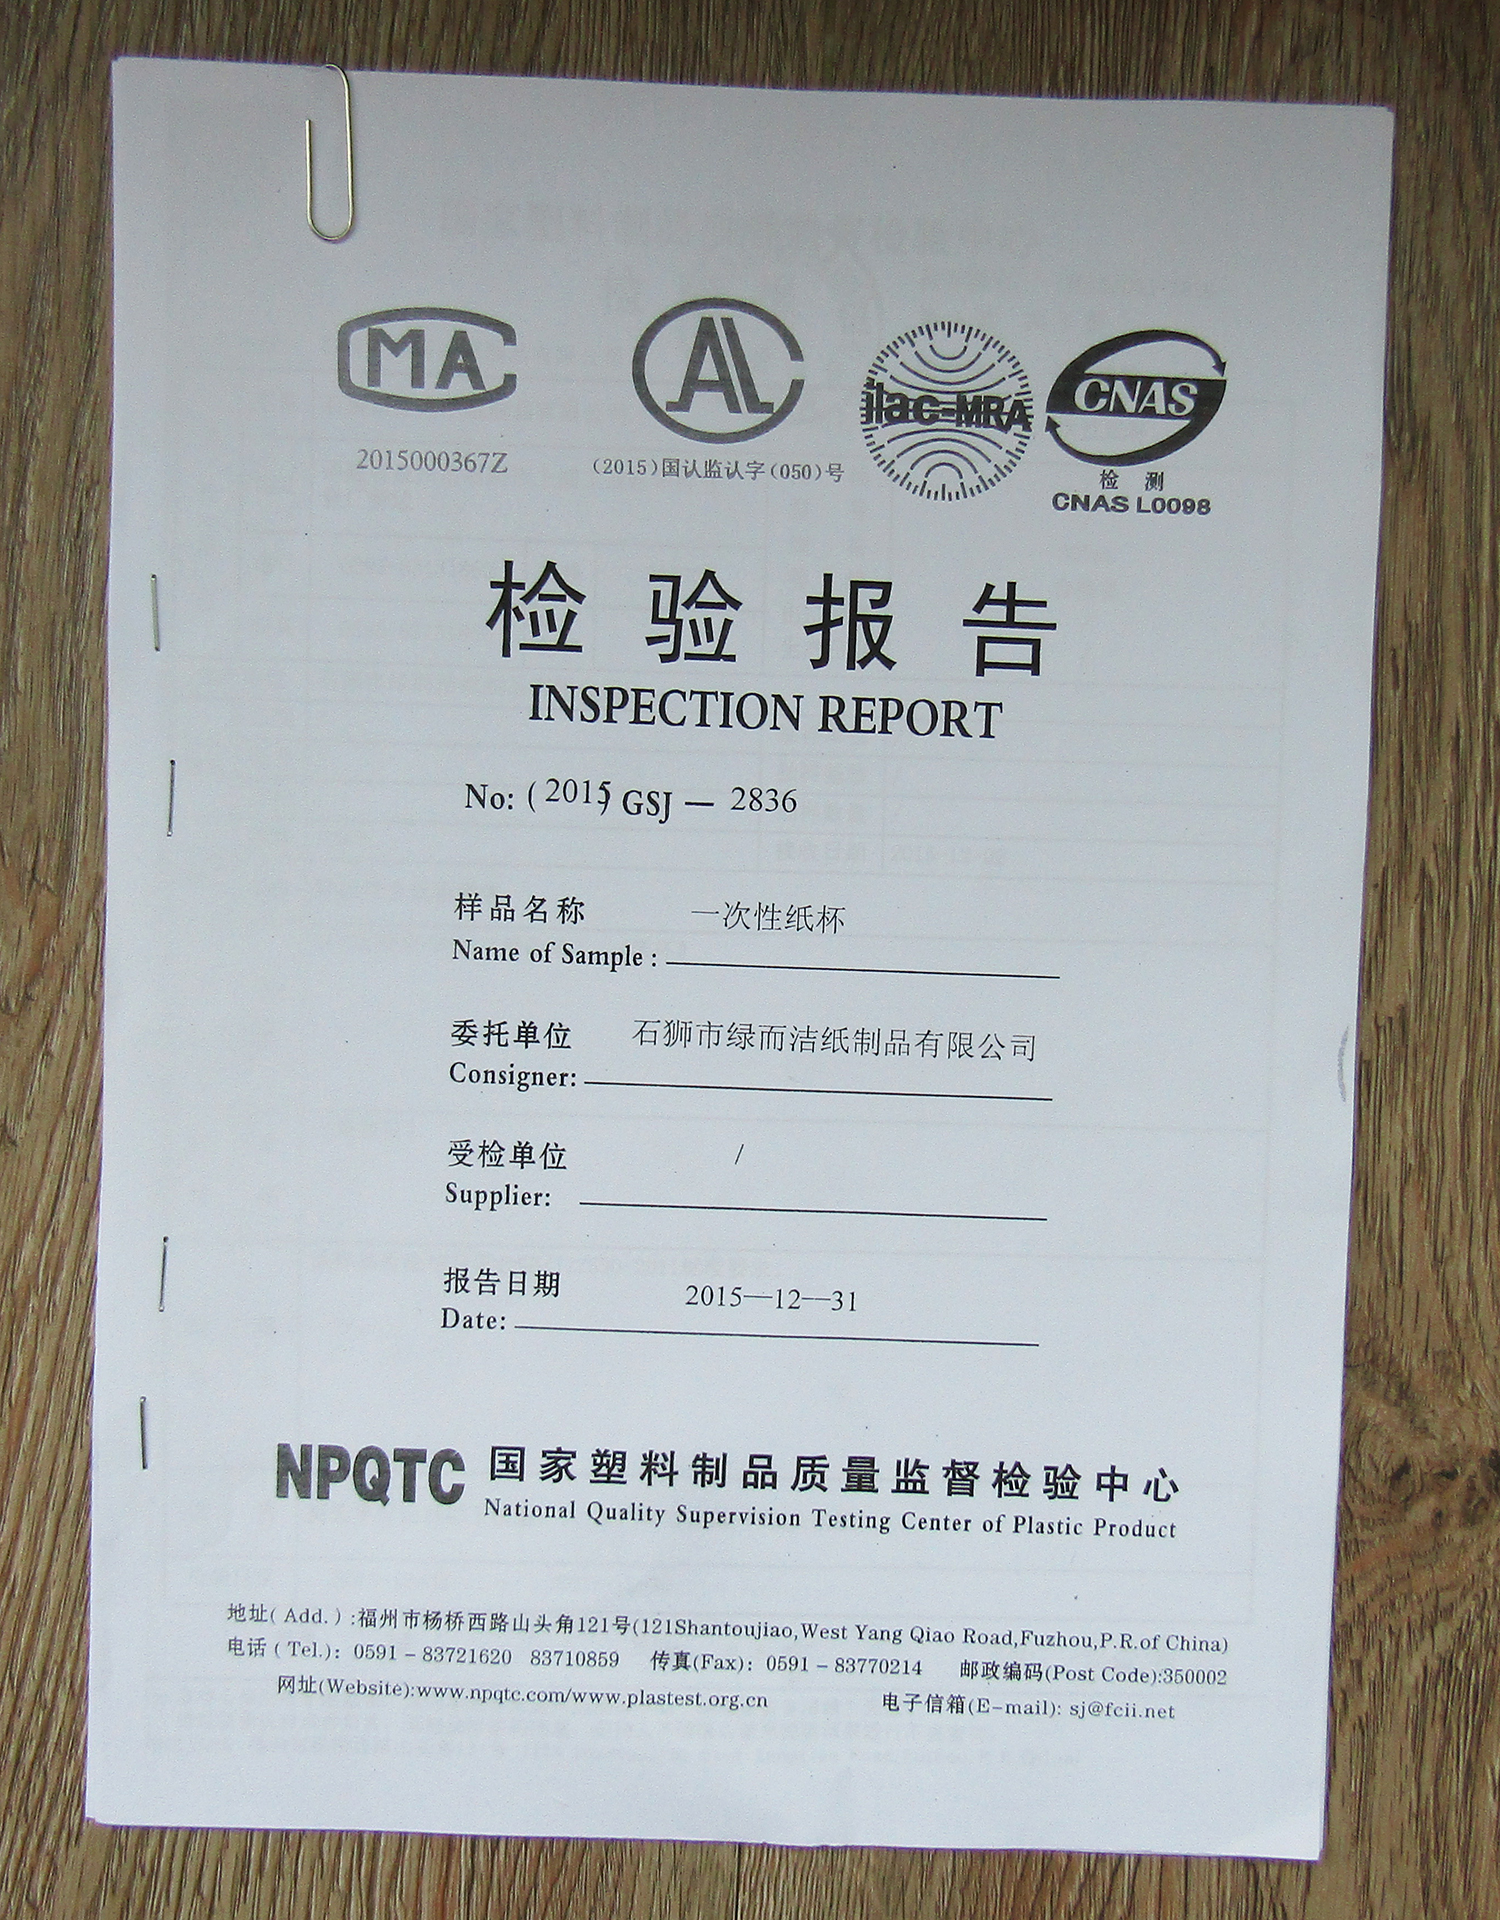 MA
AL
ilac-MRA
CNAS
2015000367Z
(2015)国认监认字(050)号
检 测
CNAS L0098
检验报告
INSPECTION REPORT
No: (2015) GSJ — 2836
样品名称 一次性纸杯
Name of Sample :
委托单位 石狮市绿而洁纸制品有限公司
Consigner:
受检单位 /
Supplier:
报告日期 2015—12—31
Date:
NPQTC 国家塑料制品质量监督检验中心
National Quality Supervision Testing Center of Plastic Product
地址( Add. ) :福州市杨桥西路山头角121号(121Shantoujiao,West Yang Qiao Road,Fuzhou,P.R.of China)
电话 ( Tel.): 0591 - 83721620 83710859 传真(Fax): 0591 - 83770214 邮政编码(Post Code):350002
网址(Website):www.npqtc.com/www.plastest.org.cn 电子信箱(E-mail): sj@fcii.net